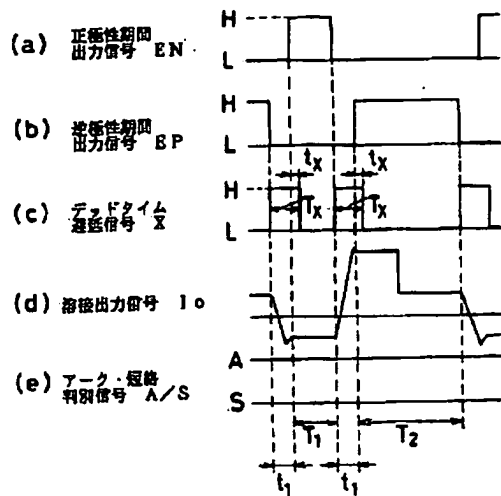 (a) 正極性期間
出力信号 EN
H
L
(b) 逆極性期間
出力信号 EP
H
L
(c) デッドタイム
遅延信号 X
H
L
tx
tx
Tx
Tx
(d) 溶接出力信号 Io
(e) アーク・短絡
判別信号 A/S
A
S
T1
T2
t1
t1